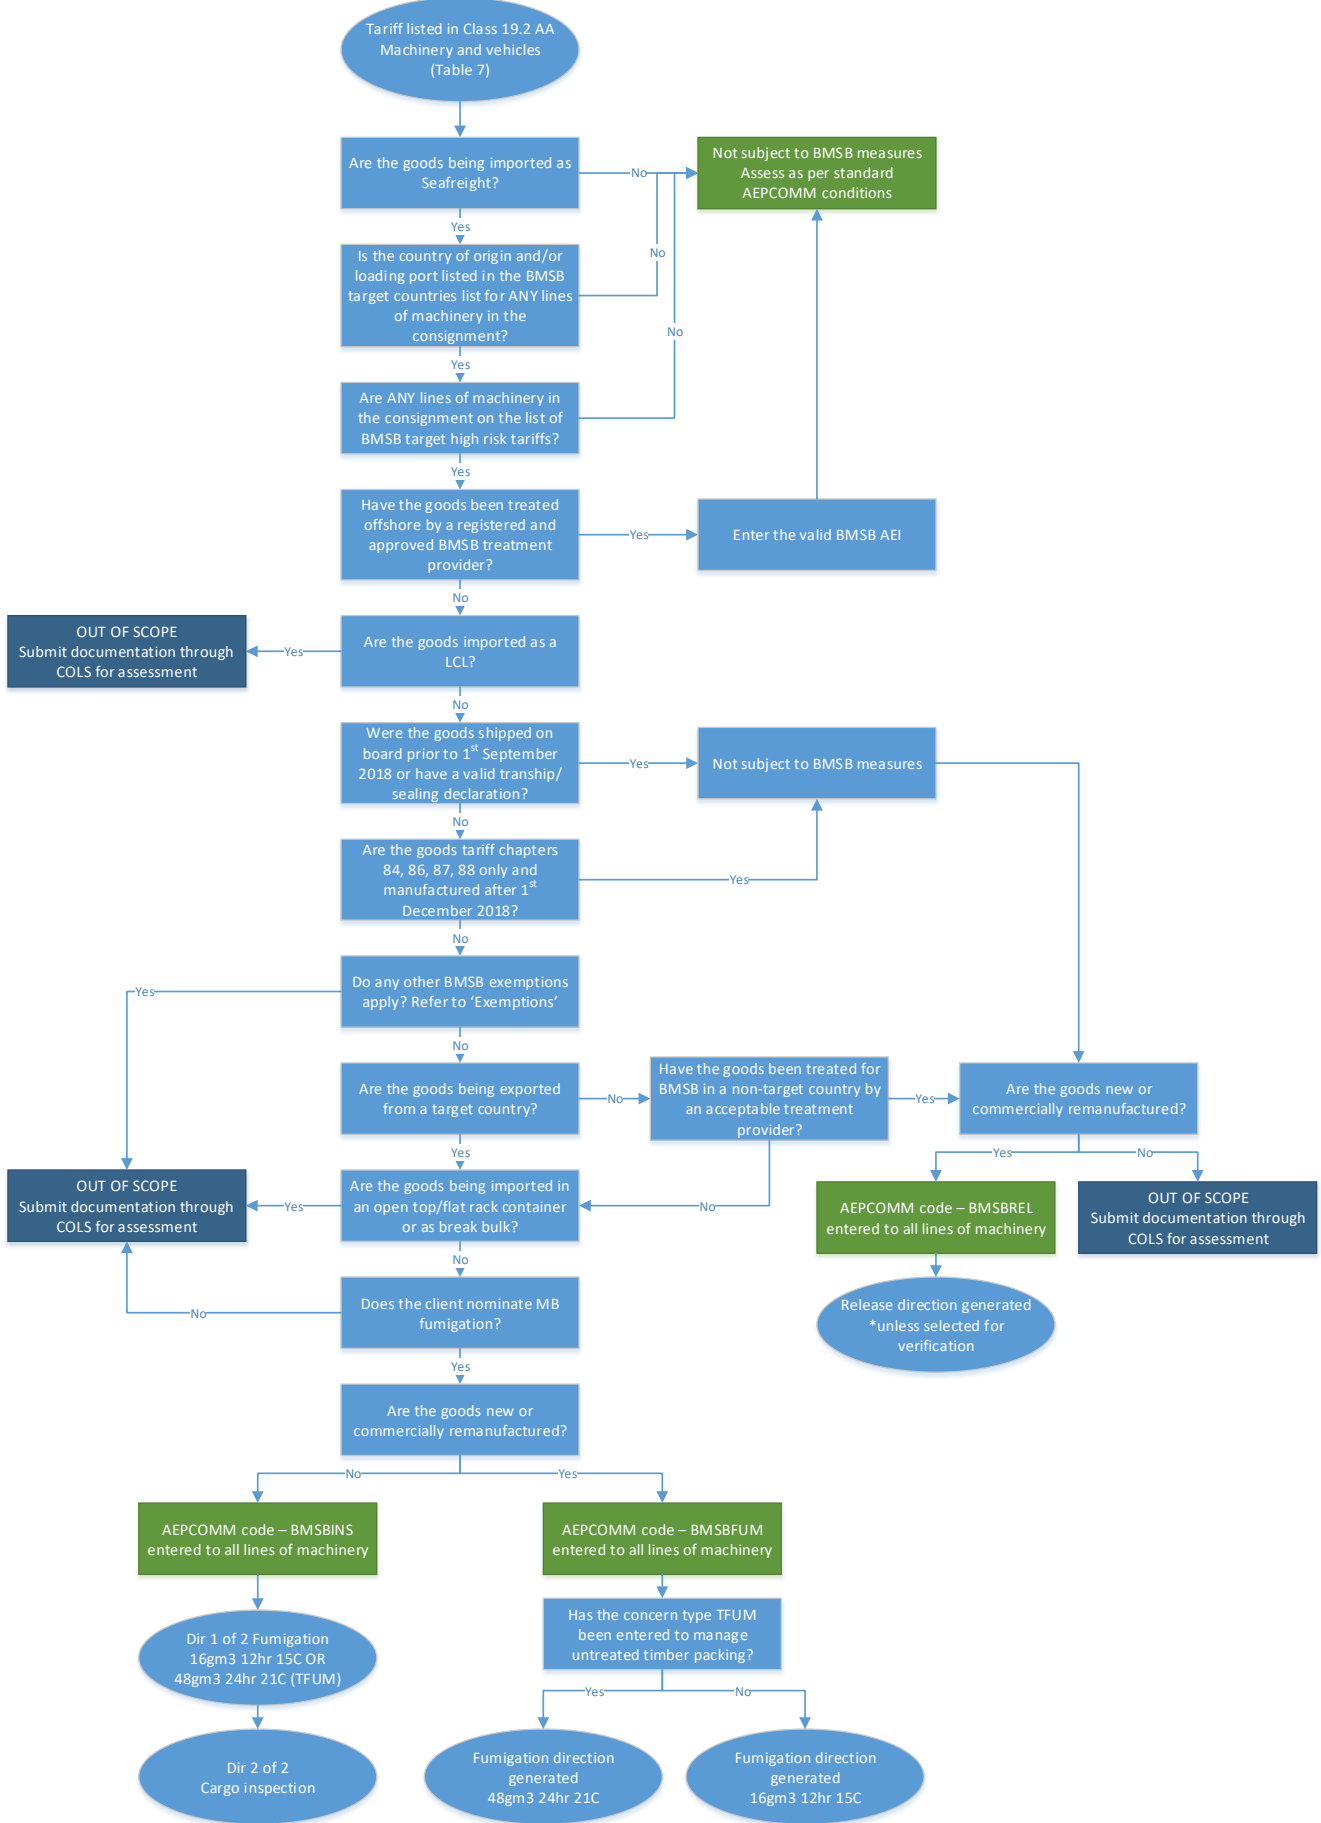 Tariff listed in Class 19.2 AA
Machinery and vehicles
(Table 7)
Are the goods being imported as
Seafreight?
No
Not subject to BMSB measures
Assess as per standard
AEPCOMM conditions
Yes
Is the country of origin and/or
loading port listed in the BMSB
target countries list for ANY lines
of machinery in the
consignment?
No
No
Yes
Are ANY lines of machinery in
the consignment on the list of
BMSB target high risk tariffs?
Yes
Have the goods been treated
offshore by a registered and
approved BMSB treatment
provider?
Yes
Enter the valid BMSB AEI
No
Are the goods imported as a
LCL?
Yes
OUT OF SCOPE
Submit documentation through
COLS for assessment
No
Were the goods shipped on
board prior to 1st September
2018 or have a valid tranship/
sealing declaration?
Yes
Not subject to BMSB measures
No
Are the goods tariff chapters
84, 86, 87, 88 only and
manufactured after 1st
December 2018?
Yes
No
Do any other BMSB exemptions
apply? Refer to ‘Exemptions’
Yes
No
Are the goods being exported
from a target country?
No
Have the goods been treated for
BMSB in a non-target country by
an acceptable treatment
provider?
Yes
Are the goods new or
commercially remanufactured?
Yes
No
Yes
No
OUT OF SCOPE
Submit documentation through
COLS for assessment
Yes
Are the goods being imported in
an open top/flat rack container
or as break bulk?
No
AEPCOMM code – BMSBREL
entered to all lines of machinery
OUT OF SCOPE
Submit documentation through
COLS for assessment
No
Does the client nominate MB
fumigation?
Release direction generated
*unless selected for
verification
Yes
Are the goods new or
commercially remanufactured?
No
Yes
AEPCOMM code – BMSBINS
entered to all lines of machinery
AEPCOMM code – BMSBFUM
entered to all lines of machinery
Dir 1 of 2 Fumigation
16gm3 12hr 15C OR
48gm3 24hr 21C (TFUM)
Has the concern type TFUM
been entered to manage
untreated timber packing?
Yes
No
Dir 2 of 2
Cargo inspection
Fumigation direction
generated
48gm3 24hr 21C
Fumigation direction
generated
16gm3 12hr 15C